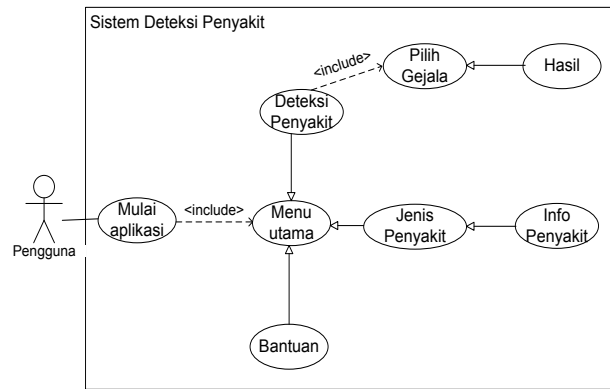 Sistem Deteksi Penyakit
<include>
Pilih
Gejala
Hasil
Deteksi
Penyakit
Mulai
aplikasi
<include>
Menu
utama
Jenis
Penyakit
Info
Penyakit
Pengguna
Bantuan